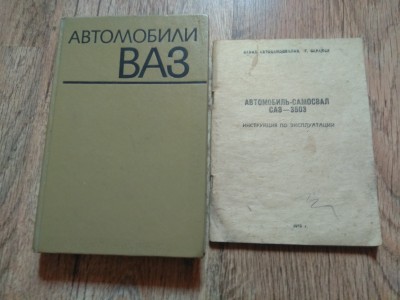 АВТОМОБИЛИ
ВАЗ
АВТОМОБИЛЬ-САМОСВАЛ
САЗ—3503
ИНСТРУКЦИЯ ПО ЭКСПЛУАТАЦИИ